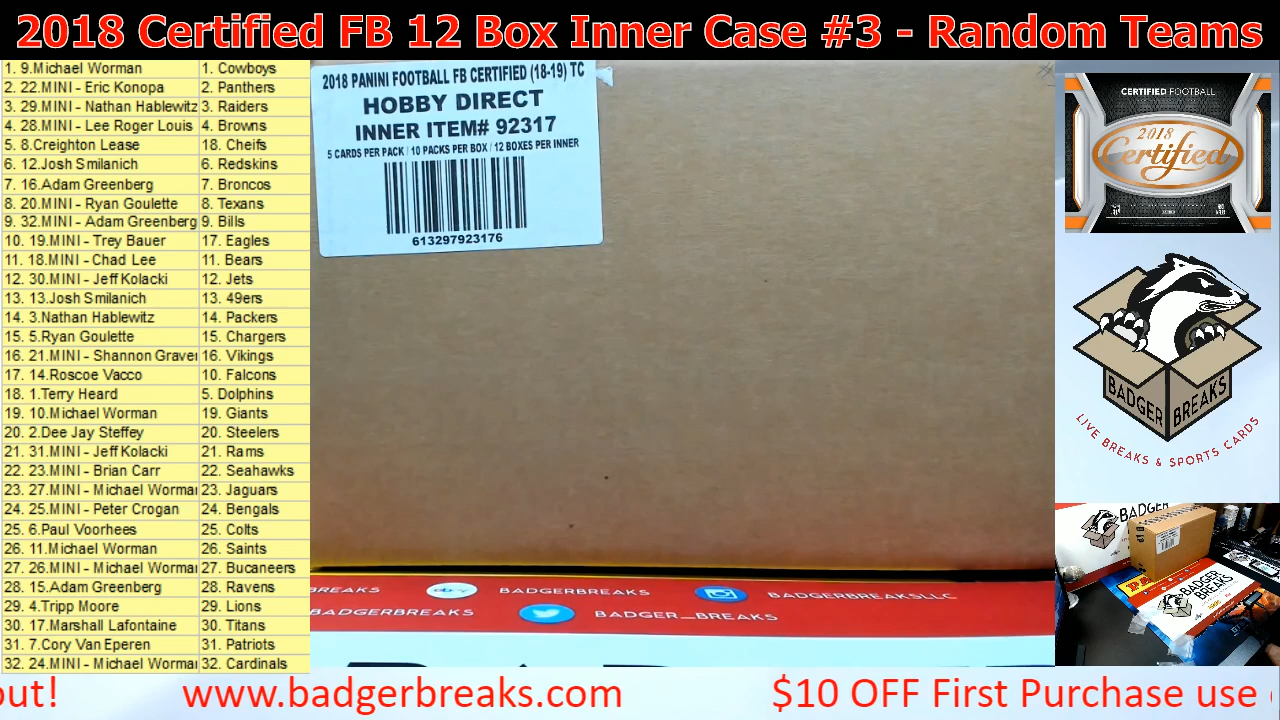 2018 Certified FB 12 Box Inner Case #3 - Random Teams
1. 9.Michael Worman 1. Cowboys
2. 22.MINI - Eric Konopa 2. Panthers
3. 29.MINI - Nathan Hablewitz 3. Raiders
4. 28.MINI - Lee Roger Louis 4. Browns
5. 8.Creighton Lease 18. Cheifs
6. 12.Josh Smilanich 6. Redskins
7. 16.Adam Greenberg 7. Broncos
8. 20.MINI - Ryan Goulette 8. Texans
9. 32.MINI - Adam Greenberg 9. Bills
10. 19.MINI - Trey Bauer 17. Eagles
11. 18.MINI - Chad Lee 11. Bears
12. 30.MINI - Jeff Kolacki 12. Jets
13. 13.Josh Smilanich 13. 49ers
14. 3.Nathan Hablewitz 14. Packers
15. 5.Ryan Goulette 15. Chargers
16. 21.MINI - Shannon Graver 16. Vikings
17. 14.Roscoe Vacco 10. Falcons
18. 1.Terry Heard 5. Dolphins
19. 10.Michael Worman 19. Giants
20. 2.Dee Jay Steffey 20. Steelers
21. 31.MINI - Jeff Kolacki 21. Rams
22. 23.MINI - Brian Carr 22. Seahawks
23. 27.MINI - Michael Worman 23. Jaguars
24. 25.MINI - Peter Crogan 24. Bengals
25. 6.Paul Voorhees 25. Colts
26. 11.Michael Worman 26. Saints
27. 26.MINI - Michael Worman 27. Bucaneers
28. 15.Adam Greenberg 28. Ravens
29. 4.Tripp Moore 29. Lions
30. 17.Marshall Lafontaine 30. Titans
31. 7.Cory Van Eperen 31. Patriots
32. 24.MINI - Michael Worman 32. Cardinals
2018 PANINI FOOTBALL FB CERTIFIED (18-19) TC
HOBBY DIRECT
INNER ITEM# 92317
5 CARDS PER PACK / 10 PACKS PER BOX / 12 BOXES PER INNER
613297923176
BREAKS ebay BADGERBREAKS BADGERBREAKSLLC
BADGERBREAKS BADGER_BREAKS
CERTIFIED FOOTBALL
2018
Certified
BADGER BREAKS
LIVE BREAKS & SPORTS CARDS
BADGER
BADGER
BREAKS
out! www.badgerbreaks.com $10 OFF First Purchase use